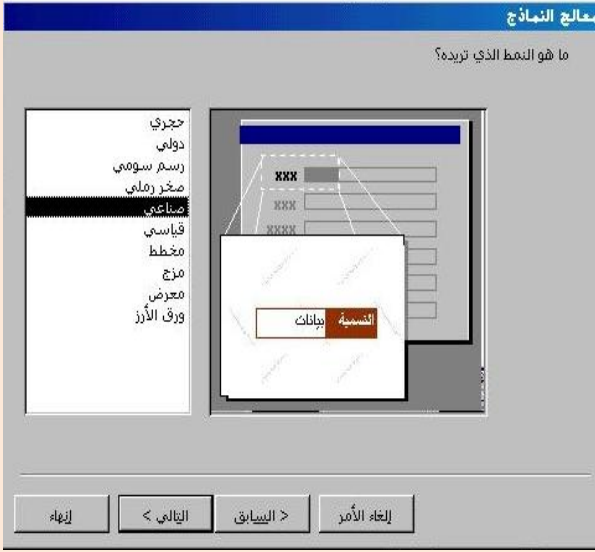 معالج النماذج
ما هو النمط الذي تريده؟
حجري
دولي
رسم سومي
صخر رملي
صناعي
قياسي
مخطط
مزج
معرض
ورق الأرز
xxx
xxx
xxxx
التسمية بيانات
إلغاء الأمر
< السابق
التالي >
إنهاء